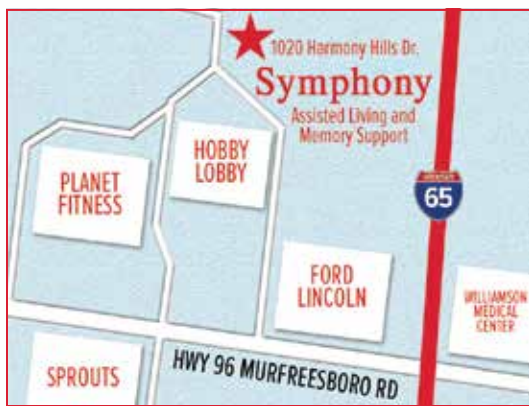 1020 Harmony Hills Dr.
Symphony
Assisted Living and
Memory Support
HOBBY
LOBBY
PLANET
FITNESS
INTERSTATE
65
FORD
LINCOLN
WILLIAMSON
MEDICAL
CENTER
SPROUTS
HWY 96 MURFREESBORO RD